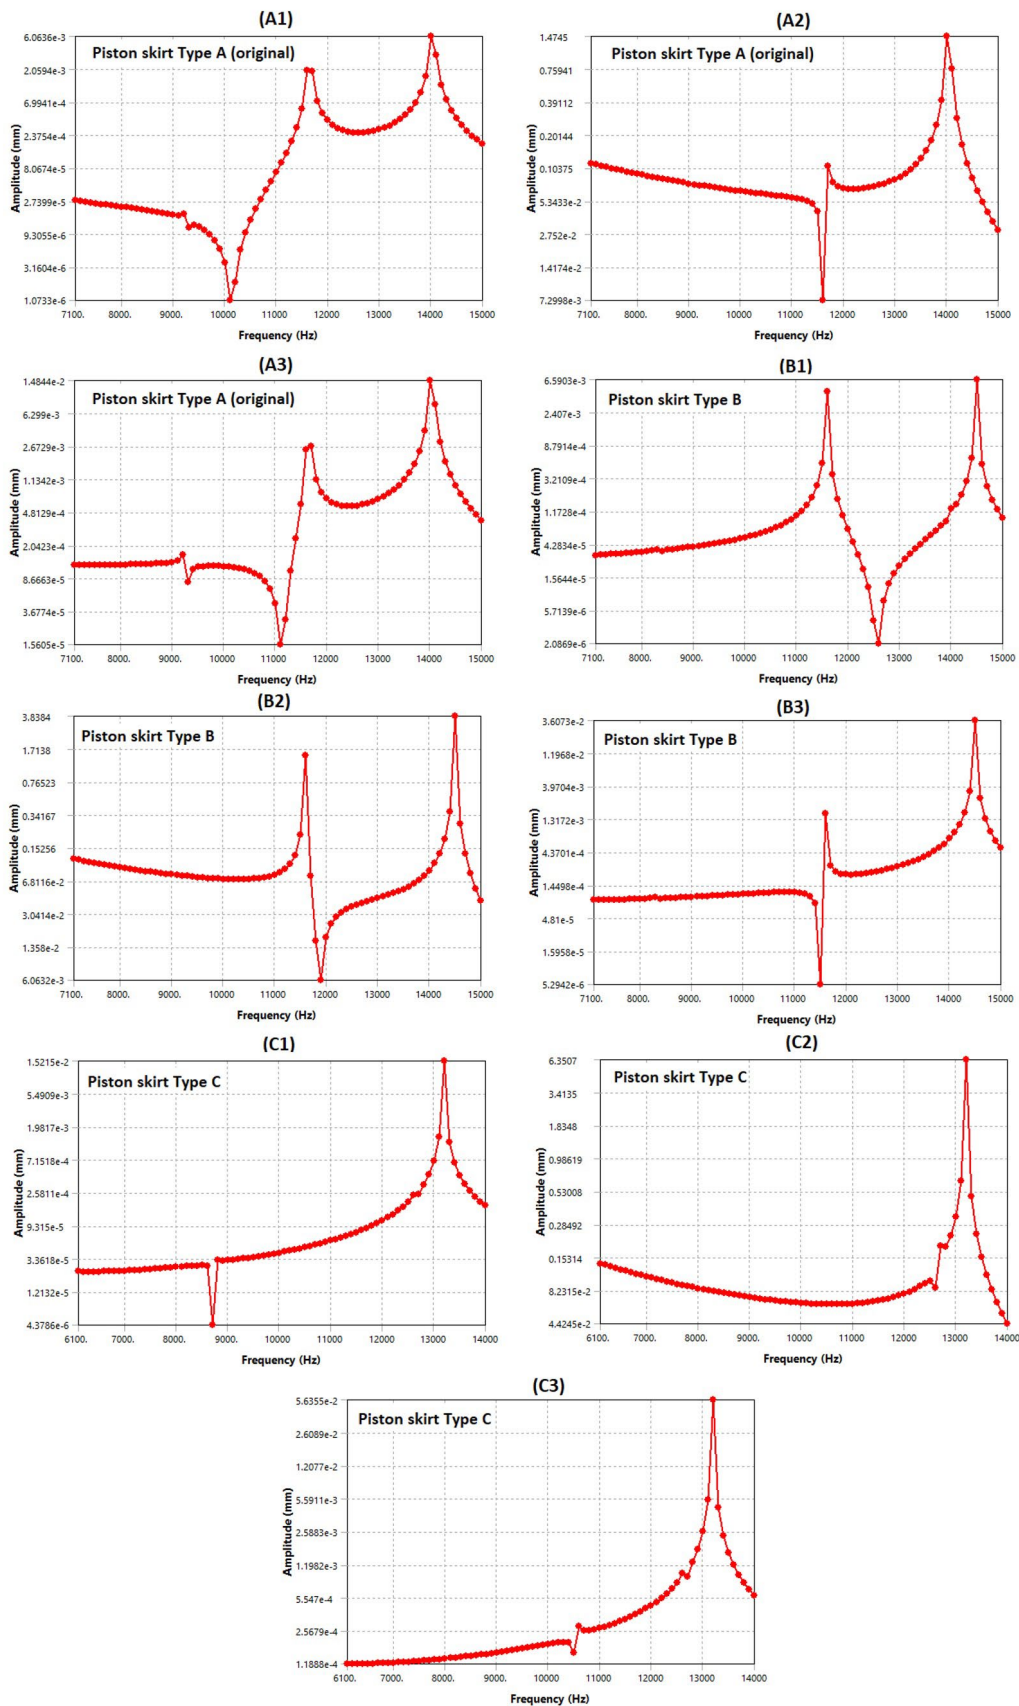 (A1)
Piston skirt Type A (original)
Amplitude (mm)
6.0636e-3
2.0594e-3
6.9941e-4
2.3754e-4
8.0674e-5
2.7399e-5
9.3055e-6
3.1604e-6
1.0733e-6
7100. 8000. 9000. 10000 11000 12000 13000 14000 15000
Frequency (Hz)
(A2)
Piston skirt Type A (original)
Amplitude (mm)
1.4745
0.75941
0.39112
0.20144
0.10375
5.3433e-2
2.752e-2
1.4174e-2
7.2998e-3
7100. 8000. 9000. 10000 11000 12000 13000 14000 15000
Frequency (Hz)
(A3)
Piston skirt Type A (original)
Amplitude (mm)
1.4844e-2
6.299e-3
2.6729e-3
1.1342e-3
4.8129e-4
2.0423e-4
8.6663e-5
3.6774e-5
1.5605e-5
7100. 8000. 9000. 10000 11000 12000 13000 14000 15000
Frequency (Hz)
(B1)
Piston skirt Type B
Amplitude (mm)
6.5903e-3
2.407e-3
8.7914e-4
3.2109e-4
1.1728e-4
4.2834e-5
1.5644e-5
5.7139e-6
2.0869e-6
7100. 8000. 9000. 10000 11000 12000 13000 14000 15000
Frequency (Hz)
(B2)
Piston skirt Type B
Amplitude (mm)
3.8384
1.7138
0.76523
0.34167
0.15256
6.8116e-2
3.0414e-2
1.358e-2
6.0632e-3
7100. 8000. 9000. 10000 11000 12000 13000 14000 15000
Frequency (Hz)
(B3)
Piston skirt Type B
Amplitude (mm)
3.6073e-2
1.1968e-2
3.9704e-3
1.3172e-3
4.3701e-4
1.4498e-4
4.81e-5
1.5958e-5
5.2942e-6
7100. 8000. 9000. 10000 11000 12000 13000 14000 15000
Frequency (Hz)
(C1)
Piston skirt Type C
Amplitude (mm)
1.5215e-2
5.4909e-3
1.9817e-3
7.1518e-4
2.5811e-4
9.315e-5
3.3618e-5
1.2132e-5
4.3786e-6
6100. 7000. 8000. 9000. 10000 11000 12000 13000 14000
Frequency (Hz)
(C2)
Piston skirt Type C
Amplitude (mm)
6.3507
3.4135
1.8348
0.98619
0.53008
0.28492
0.15314
8.2315e-2
4.4245e-2
6100. 7000. 8000. 9000. 10000 11000 12000 13000 14000
Frequency (Hz)
(C3)
Piston skirt Type C
Amplitude (mm)
5.6355e-2
2.6089e-2
1.2077e-2
5.5911e-3
2.5883e-3
1.1982e-3
5.547e-4
2.5679e-4
1.1888e-4
6100. 7000. 8000. 9000. 10000 11000 12000 13000 14000
Frequency (Hz)